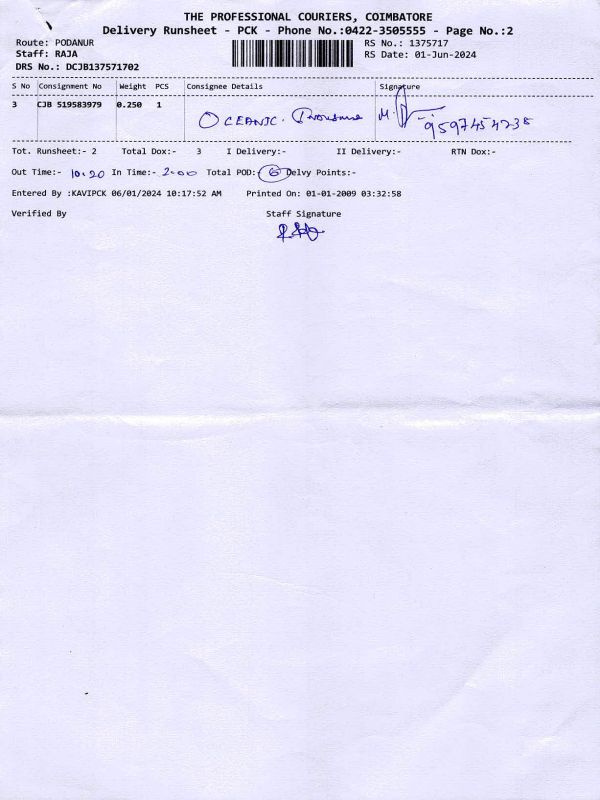 THE PROFESSIONAL COURIERS, COIMBATORE
Delivery Runsheet - PCK - Phone No.:0422-3505555 - Page No.:2
Route: PODANUR RS No.: 1375717
Staff: RAJA RS Date: 01-Jun-2024
DRS No.: DCJB137571702
S No Consignment No Weight PCS Consignee Details Signature
3 CJB 519583979 0.250 1
OCEANIC. M. 9597454238
Tot. Runsheet:- 2 Total Dox:- 3 I Delivery:- II Delivery:- RTN Dox:-
Out Time:- 10.20 In Time:- 2.00 Total POD:- 6 Delvy Points:-
Entered By :KAVIPCK 06/01/2024 10:17:52 AM Printed On: 01-01-2009 03:32:58
Verified By Staff Signature